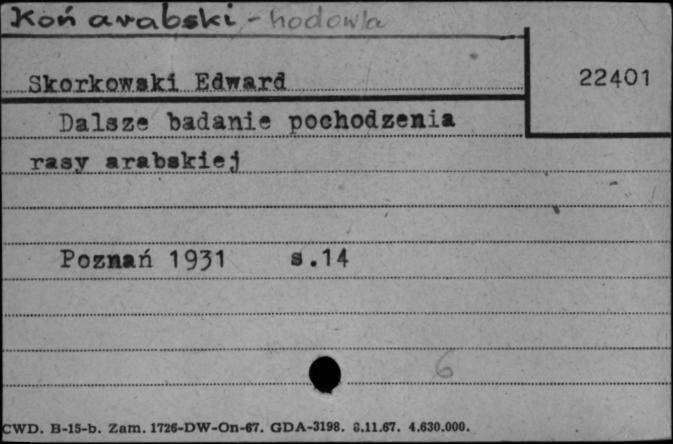 Koń arabski - hodowla
Skorkowski Edward
22401
Dalsze badanie pochodzenia
rasy arabskiej
Poznań 1931 s.14
6
CWD. B-15-b. Zam. 1726-DW-On-67. GDA-3198. 8.11.67. 4.630.000.